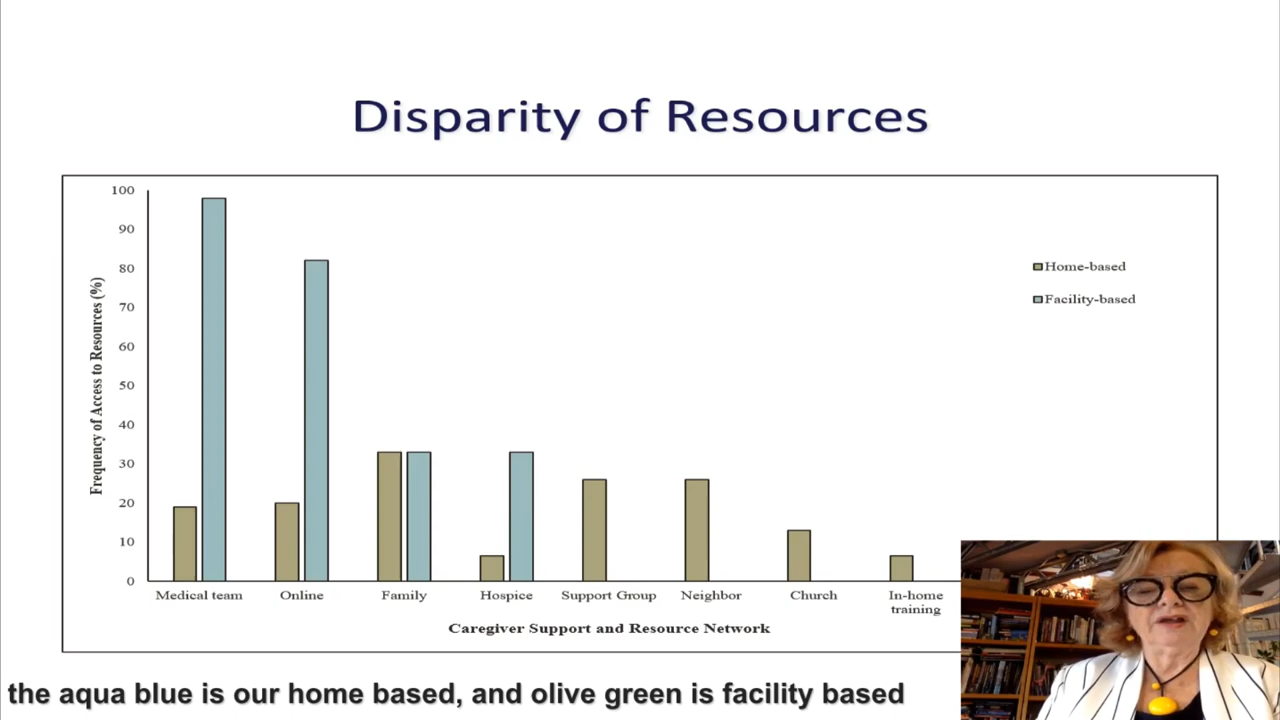 Disparity of Resources
100
90
80
70
60
50
40
30
20
10
0
Frequency of Access to Resources (%)
Home-based
Facility-based
Medical team
Online
Family
Hospice
Support Group
Neighbor
Church
In-home
training
Caregiver Support and Resource Network
the aqua blue is our home based, and olive green is facility based